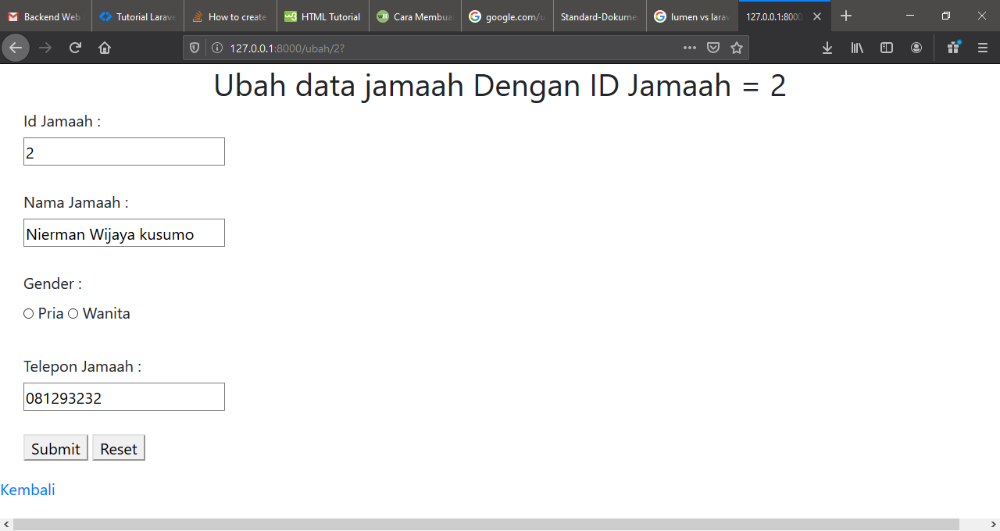 Backend Web
Tutorial Larave
How to create
HTML Tutorial
Cara Membua
google.com/u
Standard-Dokume
lumen vs larav
127.0.0.1:8000
127.0.0.1:8000/ubah/2?
Ubah data jamaah Dengan ID Jamaah = 2
Id Jamaah :
2
Nama Jamaah :
Nierman Wijaya kusumo
Gender :
Pria Wanita
Telepon Jamaah :
081293232
Submit Reset
Kembali